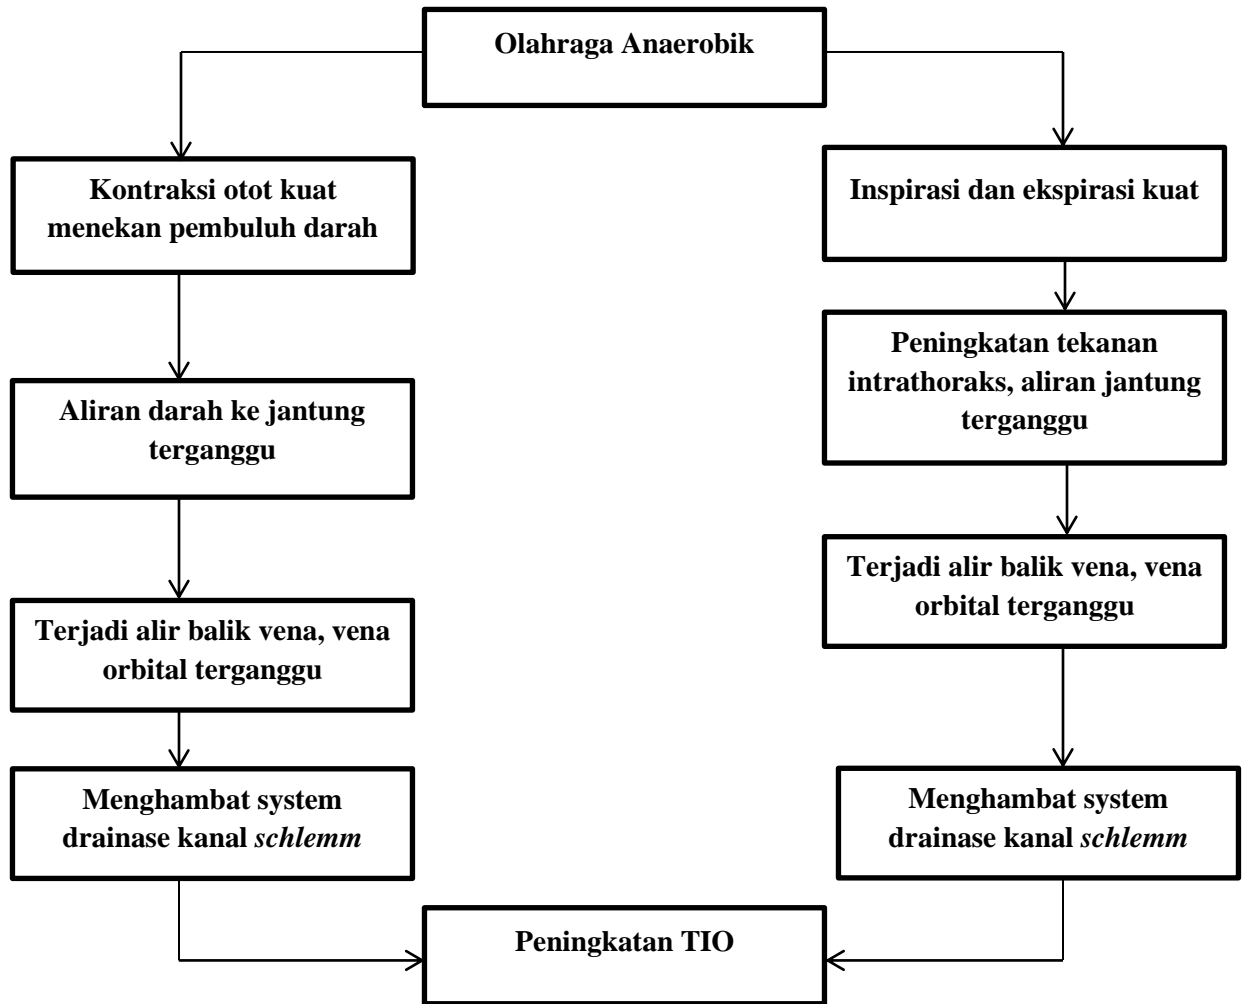 Olahraga Anaerobik
Kontraksi otot kuat
menekan pembuluh darah
Aliran darah ke jantung
terganggu
Terjadi alir balik vena, vena
orbital terganggu
Menghambat system
drainase kanal schlemm
Inspirasi dan ekspirasi kuat
Peningkatan tekanan
intrathoraks, aliran jantung
terganggu
Terjadi alir balik vena, vena
orbital terganggu
Menghambat system
drainase kanal schlemm
Peningkatan TIO